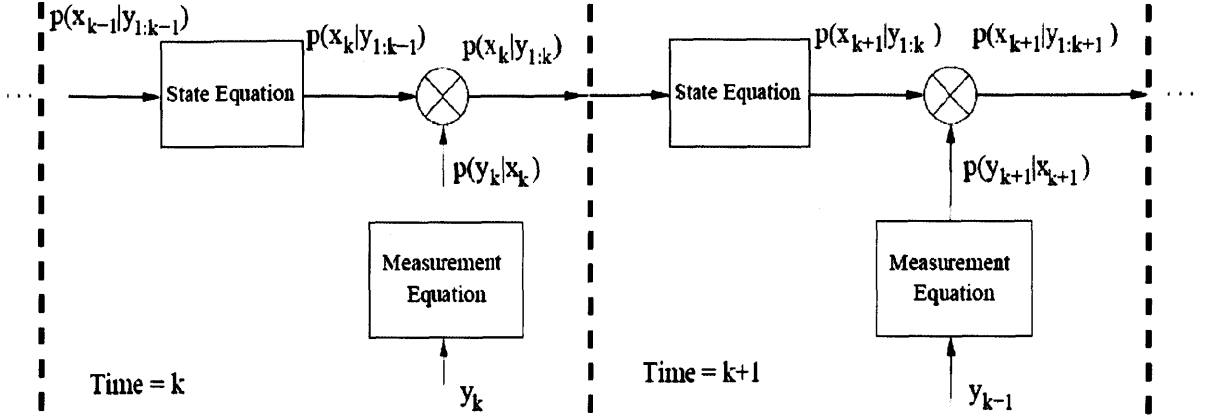 p(x_{k-1}|y_{1:k-1})
p(x_k|y_{1:k-1})
p(x_k|y_{1:k})
p(x_{k+1}|y_{1:k})
p(x_{k+1}|y_{1:k+1})
...
State Equation
State Equation
...
p(y_k|x_k)
p(y_{k+1}|x_{k+1})
Measurement
Equation
Measurement
Equation
Time = k
y_k
Time = k+1
y_{k-1}